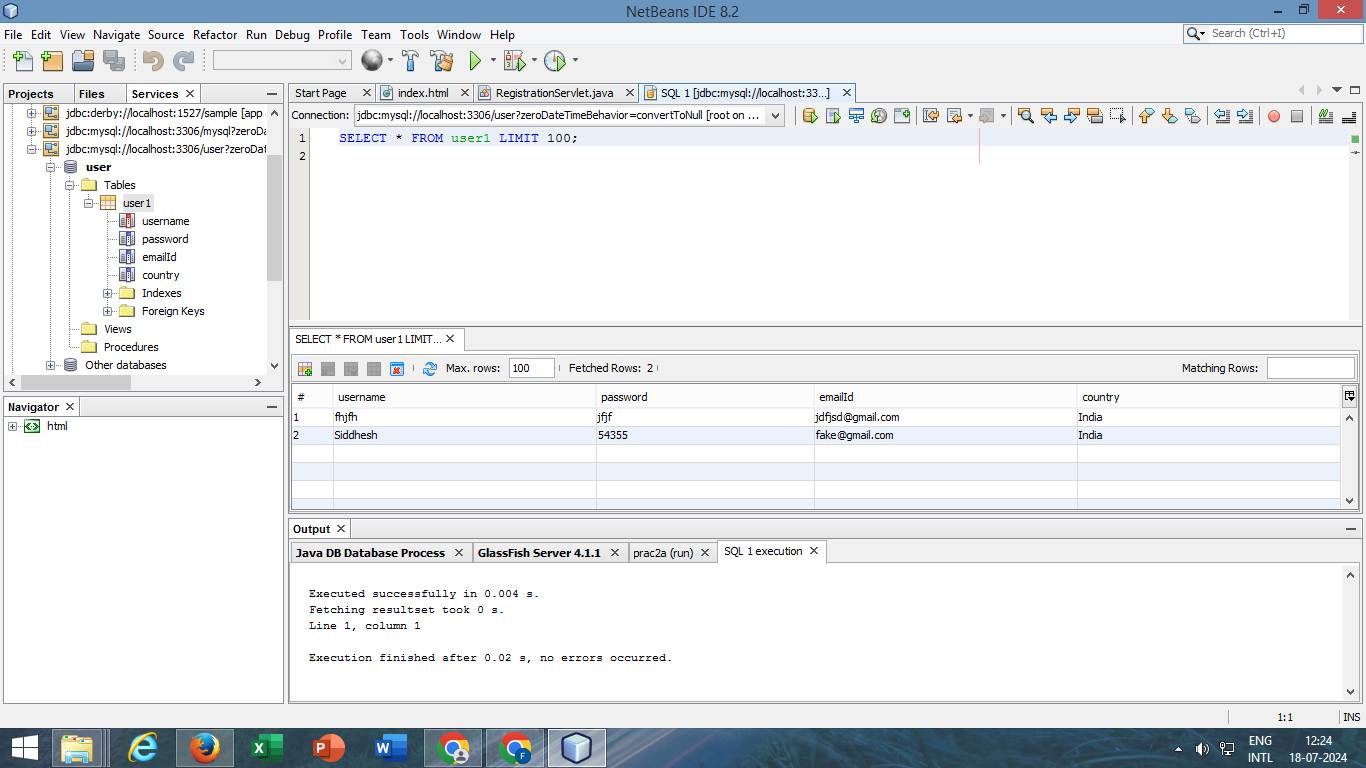 NetBeans IDE 8.2
File Edit View Navigate Source Refactor Run Debug Profile Team Tools Window Help
Search (Ctrl+I)
Projects Files Services
jdbc:derby://localhost:1527/sample [app
jdbc:mysql://localhost:3306/mysql?zeroDa
jdbc:mysql://localhost:3306/user?zeroDat
user
Tables
user1
username
password
emailId
country
Indexes
Foreign Keys
Views
Procedures
Other databases
Navigator
html
Start Page index.html RegistrationServlet.java SQL 1 [jdbc:mysql://localhost:33...]
Connection: jdbc:mysql://localhost:3306/user?zeroDateTimeBehavior=convertToNull [root on ...
1 SELECT * FROM user1 LIMIT 100;
2
SELECT * FROM user1 LIMIT...
Max. rows: 100 Fetched Rows: 2 Matching Rows:
# username password emailId country
1 fhjfh jfjf jdfjsd@gmail.com India
2 Siddhesh 54355 fake@gmail.com India
Output
Java DB Database Process GlassFish Server 4.1.1 prac2a (run) SQL 1 execution
Executed successfully in 0.004 s.
Fetching resultset took 0 s.
Line 1, column 1
Execution finished after 0.02 s, no errors occurred.
1:1 INS
ENG 12:24
INTL 18-07-2024